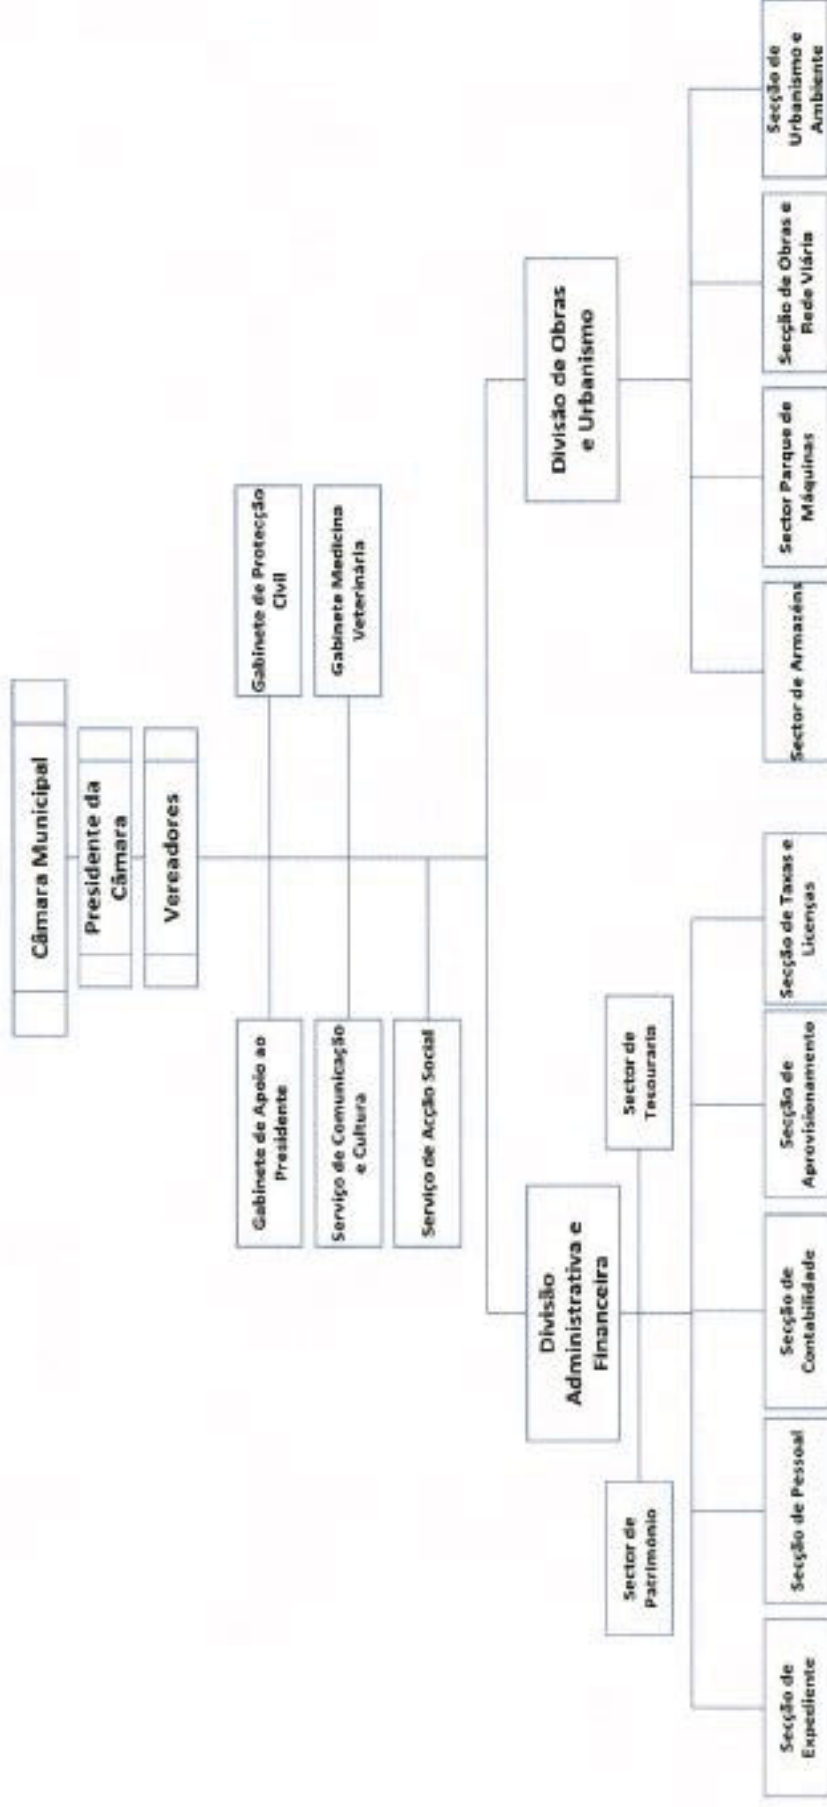 Câmara Municipal
Presidente da
Câmara
Vereadores
Gabinete de Apoio ao
Presidente
Gabinete de Protecção
Civil
Serviço de Comunicação
e Cultura
Gabinete Medicina
Veterinária
Serviço de Acção Social
Divisão
Administrativa e
Financeira
Divisão de Obras
e Urbanismo
Sector de
Património
Sector de
Tesouraria
Secção de
Expediente
Secção de Pessoal
Secção de
Contabilidade
Secção de
Aprovisionamento
Secção de Taxas e
Licenças
Sector de Armazéns
Sector Parque de
Máquinas
Secção de Obras e
Rede Viária
Secção de
Urbanismo e
Ambiente